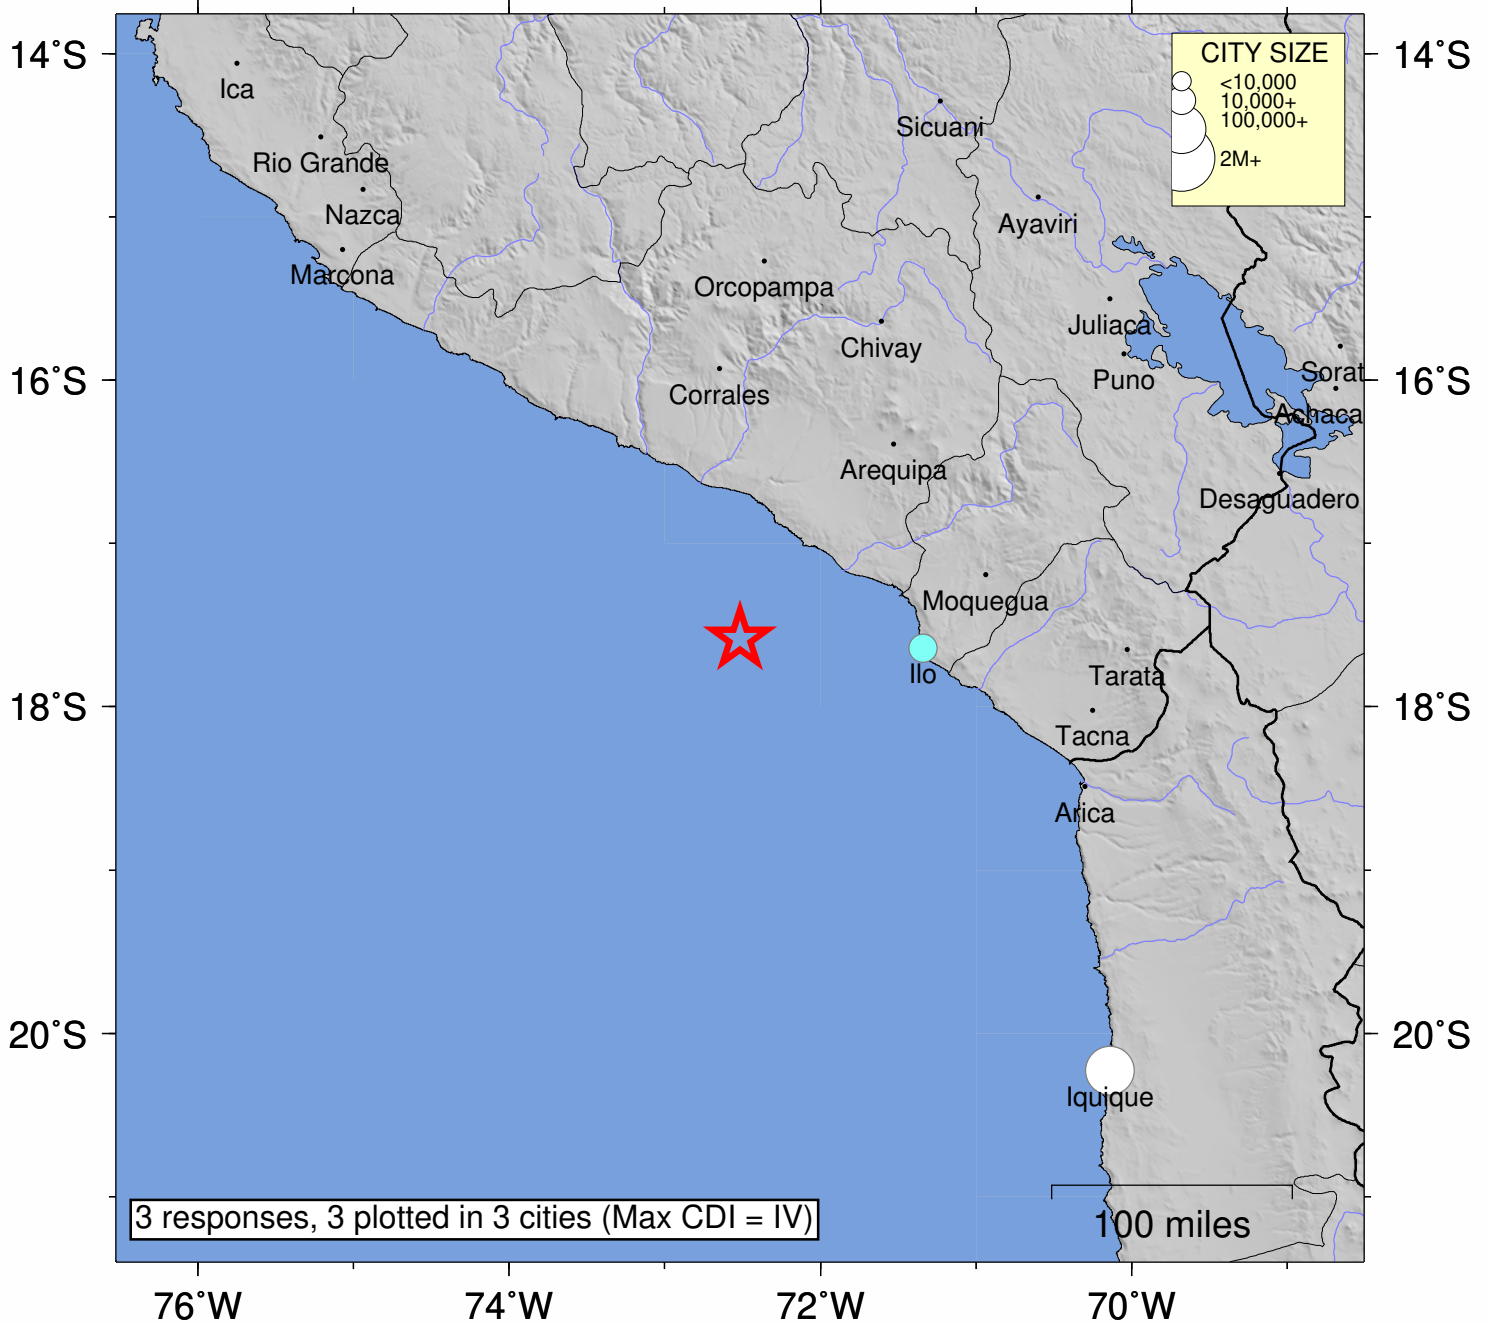 14°S
14°S
CITY SIZE
<10,000
10,000+
100,000+
2M+
Ica
Sicuani
Rio Grande
Nazca
Ayaviri
Marcona
Orcopampa
Juliaca
Chivay
16°S
Corrales
Puno
Sorat
16°S
Achaca
Arequipa
Desaguadero
Moquegua
Ilo
Tarata
18°S
Tacna
18°S
Arica
20°S
20°S
Iquique
3 responses, 3 plotted in 3 cities (Max CDI = IV)
100 miles
76°W
74°W
72°W
70°W